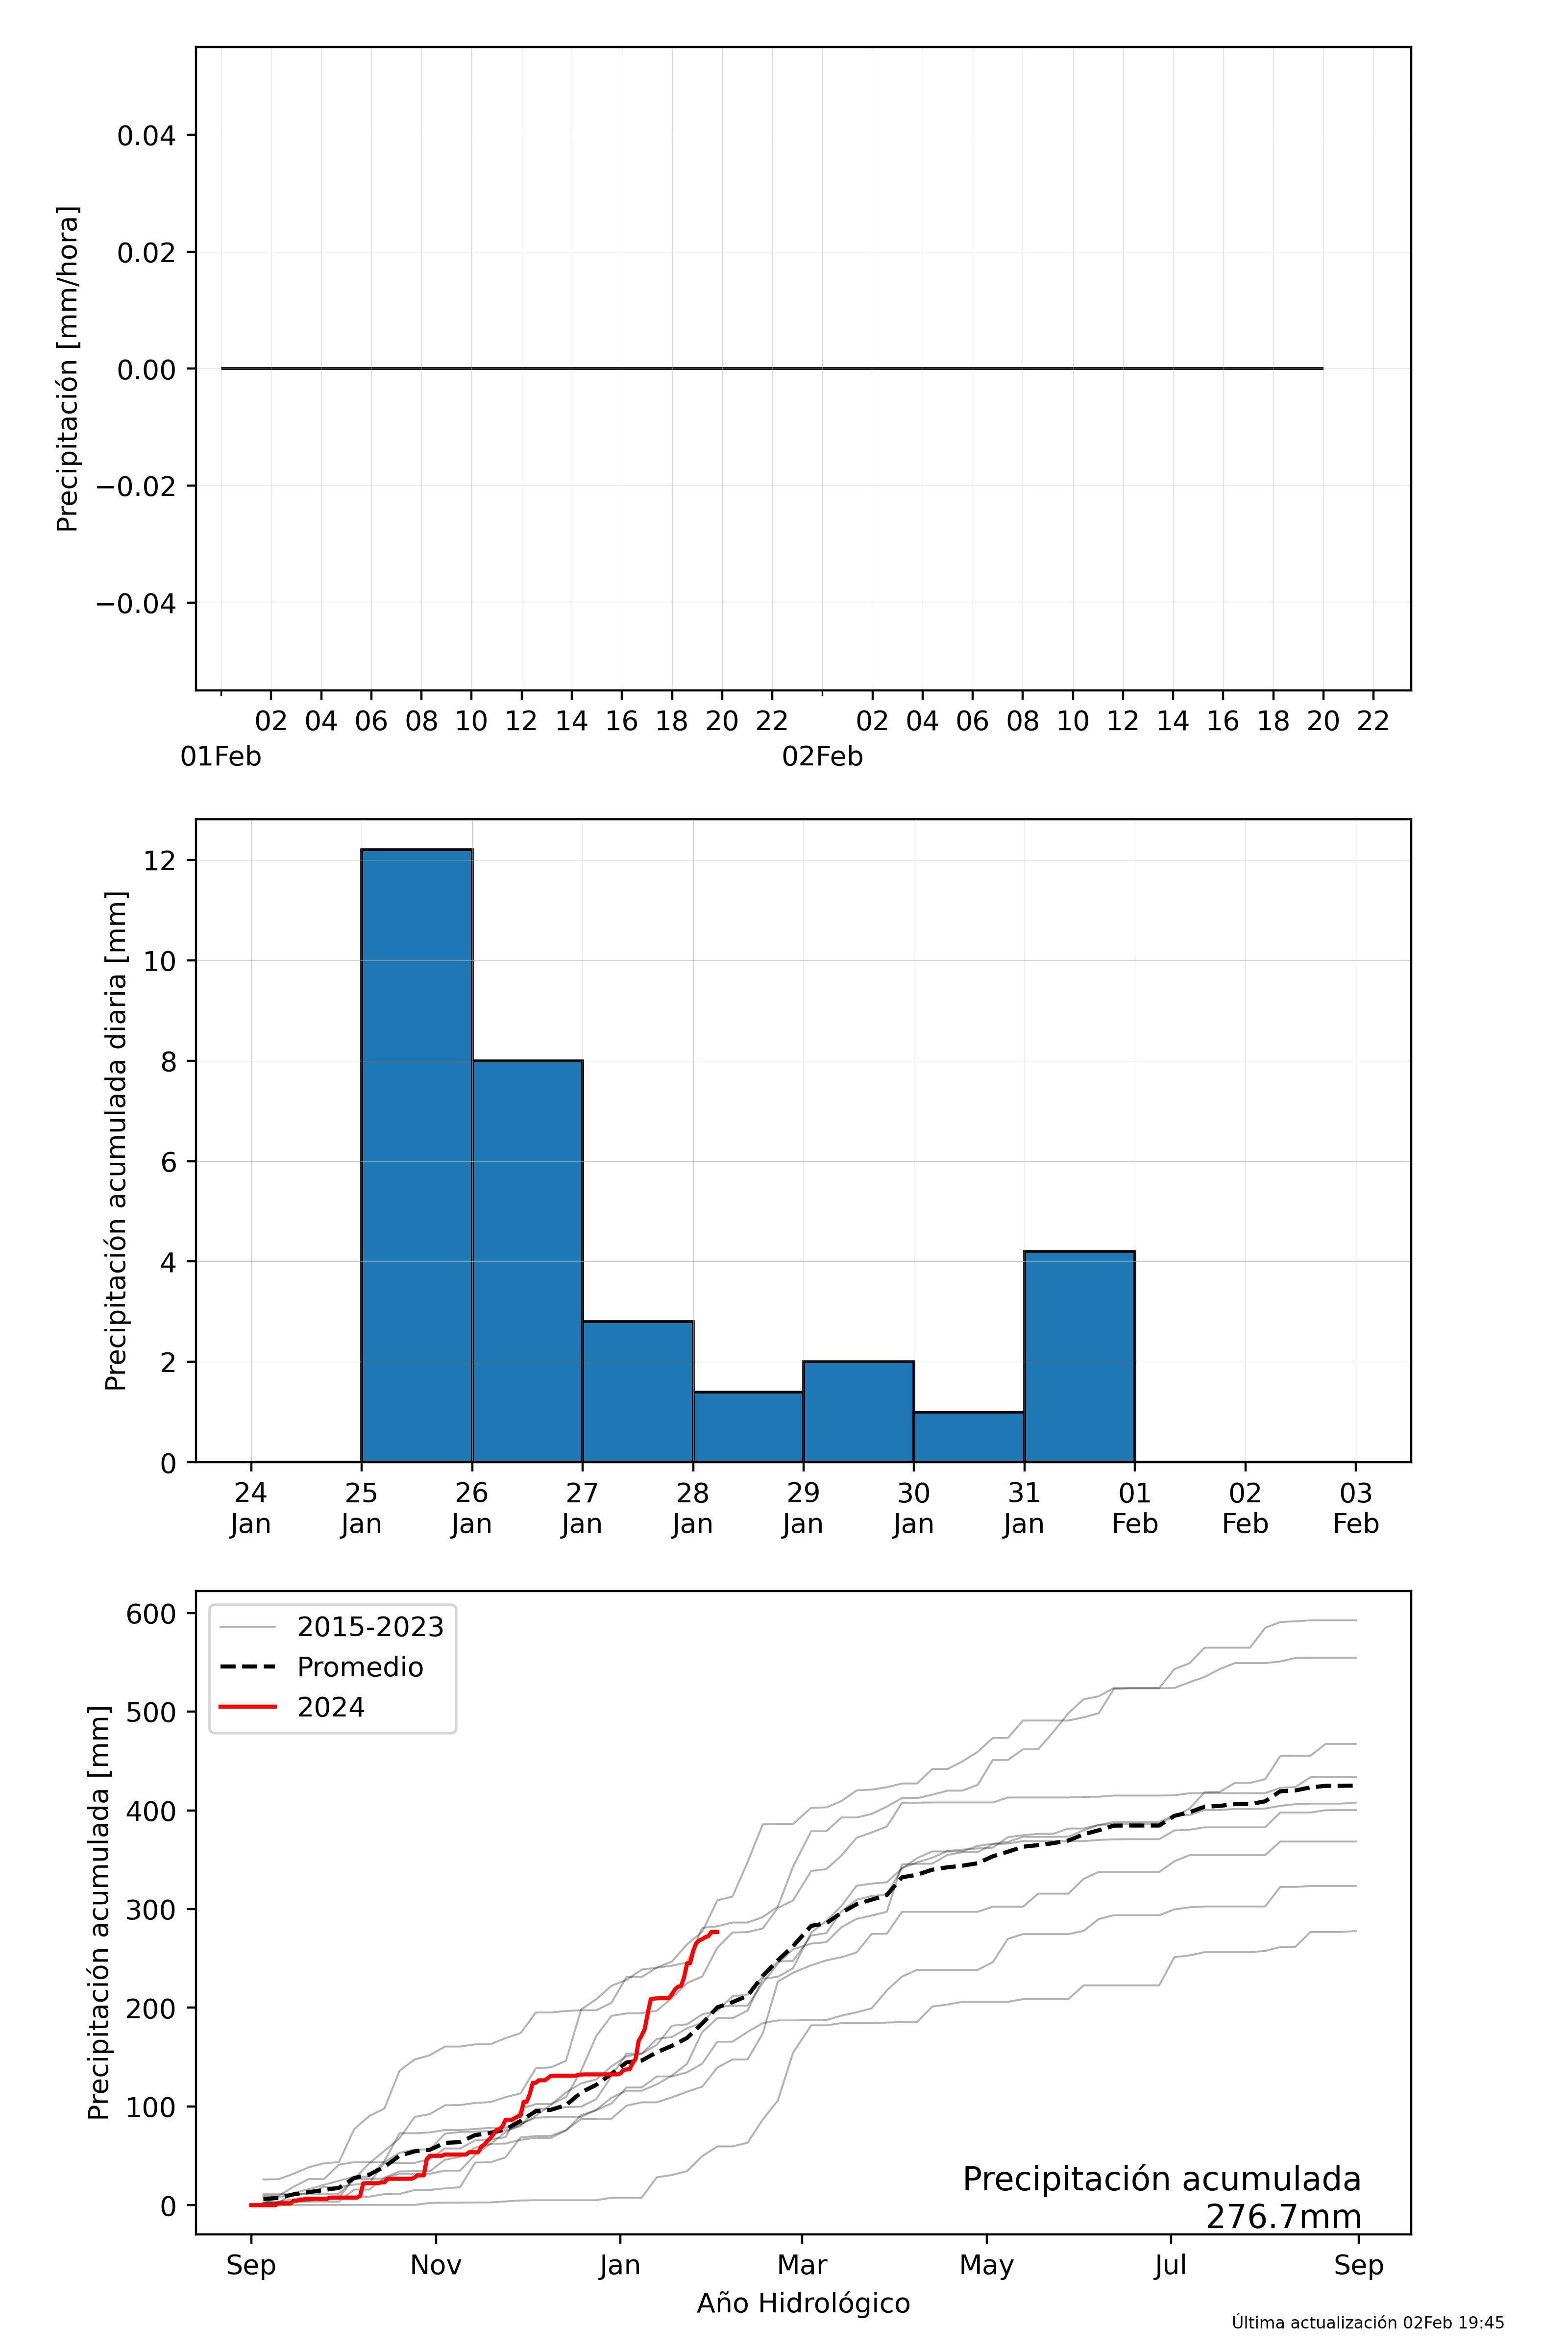 Precipitación [mm/hora]
0.04
0.02
0.00
−0.02
−0.04
02 04 06 08 10 12 14 16 18 20 22 02 04 06 08 10 12 14 16 18 20 22
01Feb 02Feb
Precipitación acumulada diaria [mm]
12
10
8
6
4
2
0
24 25 26 27 28 29 30 31 01 02 03
Jan Jan Jan Jan Jan Jan Jan Jan Feb Feb Feb
Precipitación acumulada [mm]
600
500
400
300
200
100
0
2015-2023
Promedio
2024
Precipitación acumulada
276.7mm
Sep Nov Jan Mar May Jul Sep
Año Hidrológico
Última actualización 02Feb 19:45